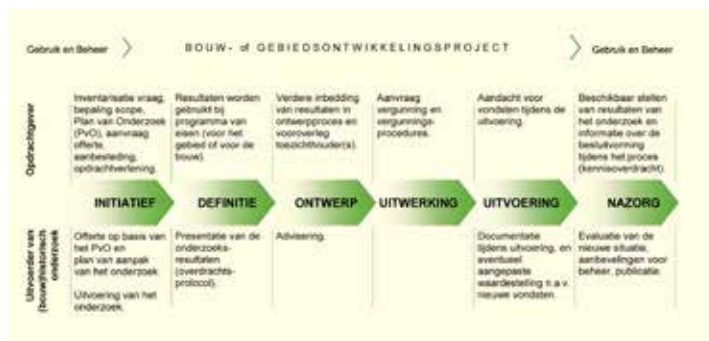 Gebruik en Beheer
BOUW- of GEBIEDSONTWIKKELINGSPROJECT
Gebruik en Beheer
Opdrachtgever
Inventarisatie vraag,
bepaling scope,
Plan van Onderzoek
(PvO), aanvraag
offerte,
aanbesteding,
opdrachtverlening.
Resultaten worden
gebruikt bij
programma van
eisen (voor het
gebied of voor de
bouw).
Verdere inbedding
van resultaten in
ontwerpproces en
vooroverleg
toezichthouder(s).
Aanvraag
vergunning en
vergunnings-
procedures.
Aandacht voor
vondsten tijdens de
uitvoering.
Beschikbaar stellen
van resultaten van
het onderzoek en
informatie over de
besluitvorming
tijdens het proces
(kennisoverdracht).
INITIATIEF
DEFINITIE
ONTWERP
UITWERKING
UITVOERING
NAZORG
Uitvoerder van
(bouw)historisch
onderzoek
Offerte op basis van
het PvO en
plan van aanpak
van het onderzoek.
Uitvoering van het
onderzoek.
Presentatie van de
onderzoeks-
resultaten
(overdrachts-
protocol).
Advisering.
Documentatie
tijdens uitvoering, en
eventueel
aangepaste
waardestelling n.a.v.
nieuwe vondsten.
Evaluatie van de
nieuwe situatie,
aanbevelingen voor
beheer, publicatie.